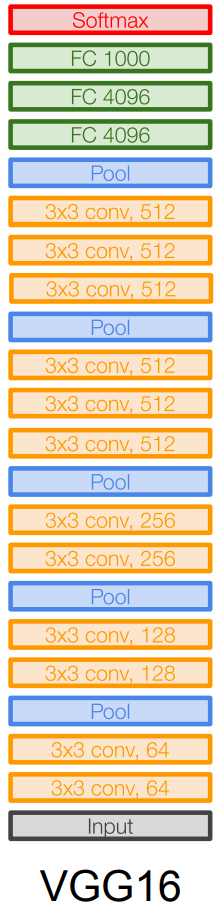 Softmax
FC 1000
FC 4096
FC 4096
Pool
3x3 conv, 512
3x3 conv, 512
3x3 conv, 512
Pool
3x3 conv, 512
3x3 conv, 512
3x3 conv, 512
Pool
3x3 conv, 256
3x3 conv, 256
Pool
3x3 conv, 128
3x3 conv, 128
Pool
3x3 conv, 64
3x3 conv, 64
Input
VGG16